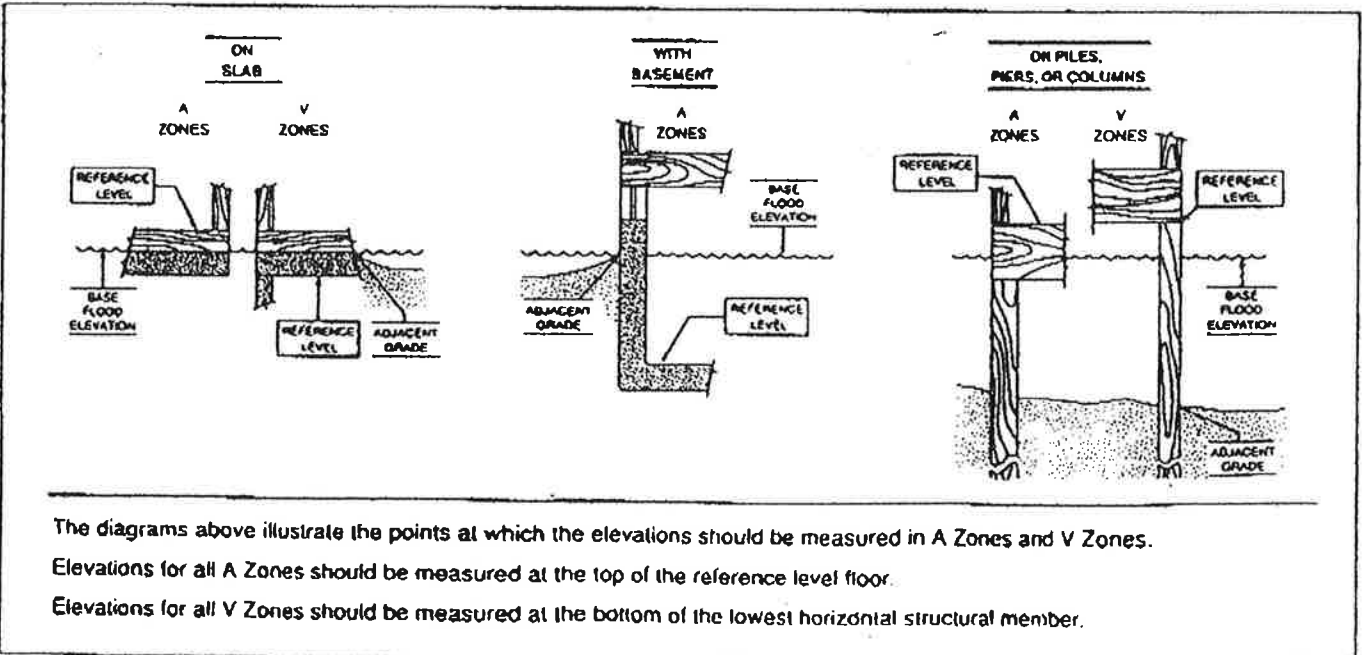 ON
SLAB
A
ZONES
V
ZONES
REFERENCE
LEVEL
BASE
FLOOD
ELEVATION
REFERENCE
LEVEL
ADJACENT
GRADE
WITH
BASEMENT
A
ZONES
BASE
FLOOD
ELEVATION
ADJACENT
GRADE
REFERENCE
LEVEL
ON PILES,
PIERS, OR COLUMNS
A
ZONES
V
ZONES
REFERENCE
LEVEL
REFERENCE
LEVEL
BASE
FLOOD
ELEVATION
ADJACENT
GRADE
The diagrams above illustrate the points at which the elevations should be measured in A Zones and V Zones.
Elevations for all A Zones should be measured at the top of the reference level floor.
Elevations for all V Zones should be measured at the bottom of the lowest horizontal structural member.